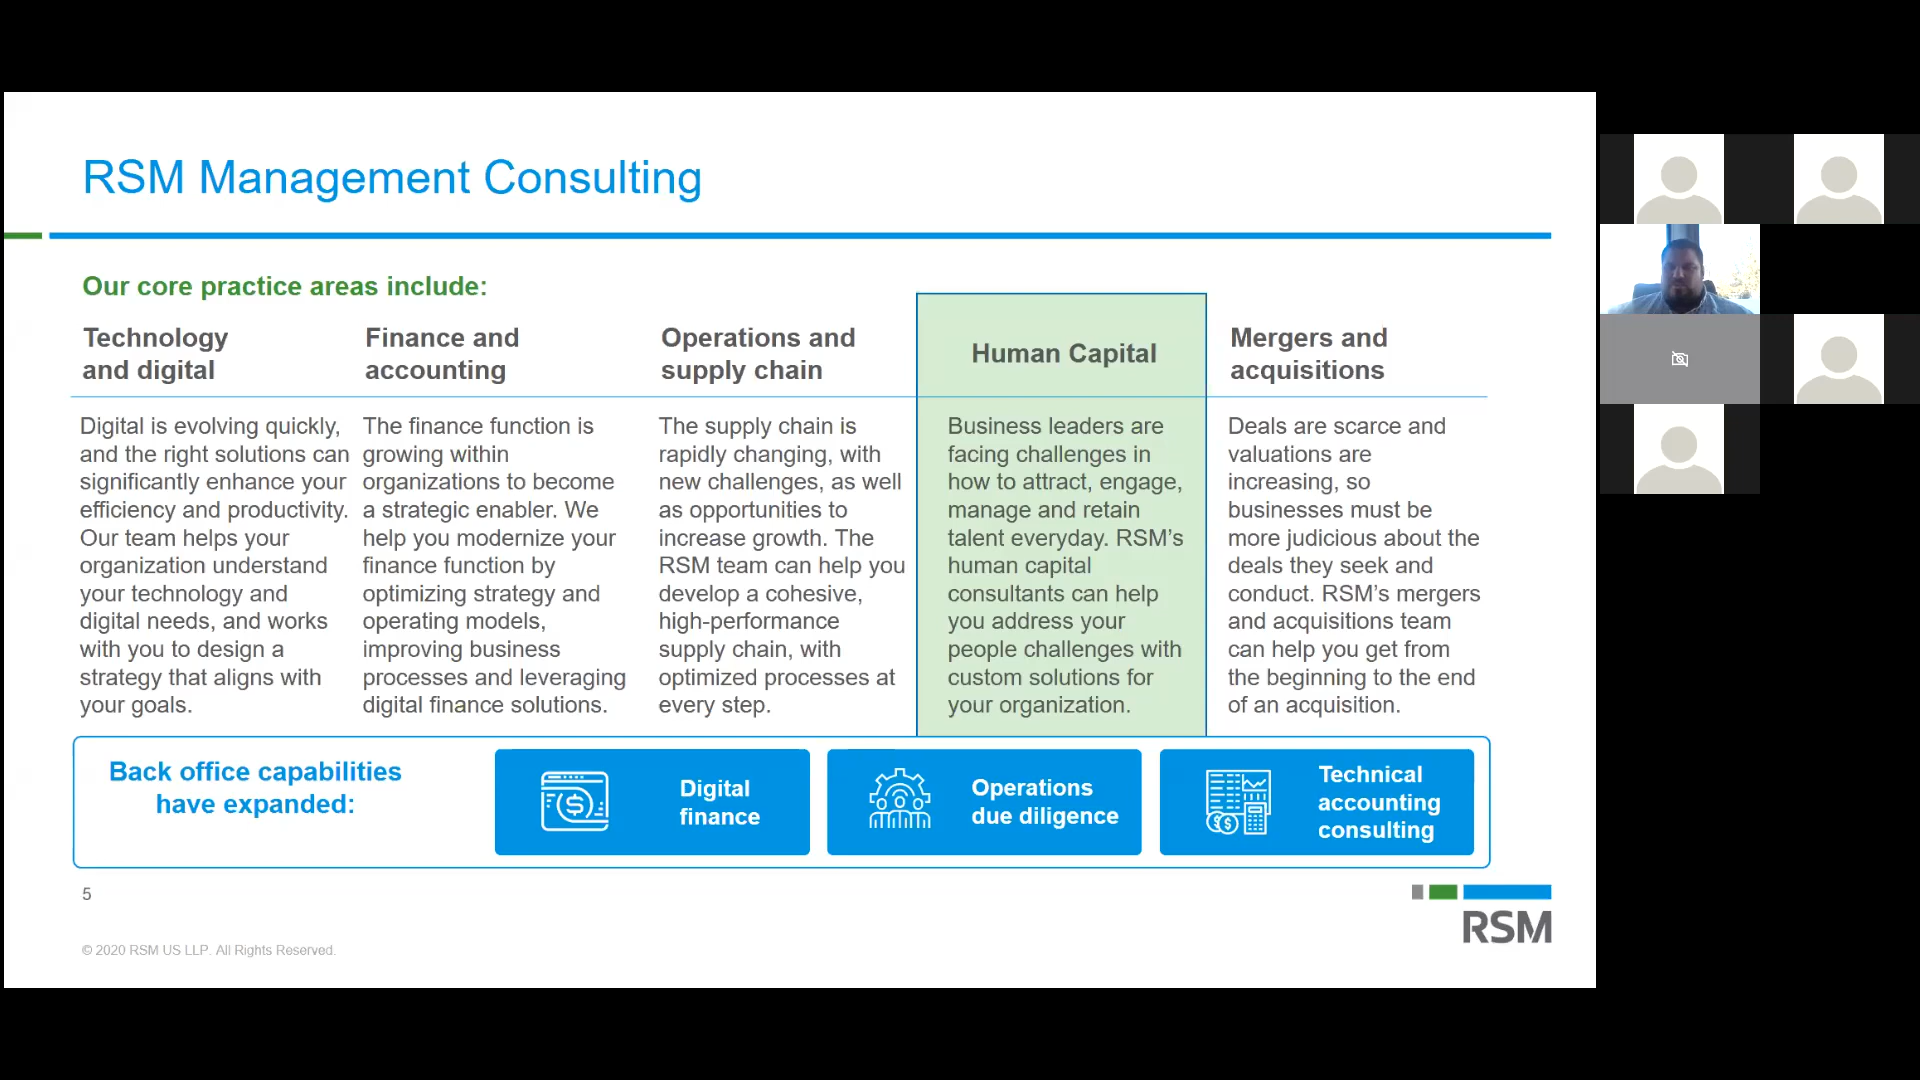 RSM Management Consulting
Our core practice areas include:
Technology
and digital
Digital is evolving quickly,
and the right solutions can
significantly enhance your
efficiency and productivity.
Our team helps your
organization understand
your technology and
digital needs, and works
with you to design a
strategy that aligns with
your goals.
Finance and
accounting
The finance function is
growing within
organizations to become
a strategic enabler. We
help you modernize your
finance function by
optimizing strategy and
operating models,
improving business
processes and leveraging
digital finance solutions.
Operations and
supply chain
The supply chain is
rapidly changing, with
new challenges, as well
as opportunities to
increase growth. The
RSM team can help you
develop a cohesive,
high-performance
supply chain, with
optimized processes at
every step.
Human Capital
Business leaders are
facing challenges in
how to attract, engage,
manage and retain
talent everyday. RSM’s
human capital
consultants can help
you address your
people challenges with
custom solutions for
your organization.
Mergers and
acquisitions
Deals are scarce and
valuations are
increasing, so
businesses must be
more judicious about the
deals they seek and
conduct. RSM’s mergers
and acquisitions team
can help you get from
the beginning to the end
of an acquisition.
Back office capabilities
have expanded:
Digital
finance
Operations
due diligence
Technical
accounting
consulting
5
RSM
© 2020 RSM US LLP. All Rights Reserved.